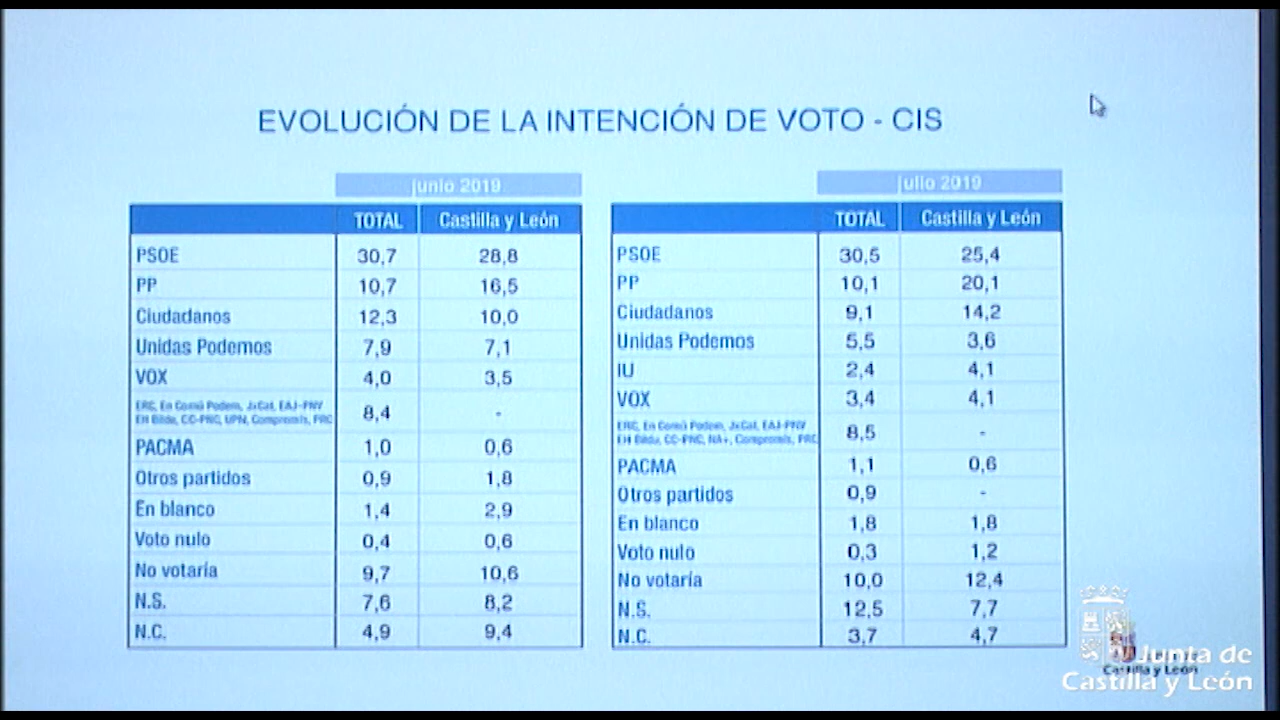 EVOLUCIÓN DE LA INTENCIÓN DE VOTO - CIS
junio 2019
TOTAL Castilla y León
PSOE 30,7 28,8
PP 10,7 16,5
Ciudadanos 12,3 10,0
Unidas Podemos 7,9 7,1
VOX 4,0 3,5
ERC, En Comú Podem, JxCat, EAJ-PNV
EH Bildu, CC-PNC, UPN, Compromís, PRC 8,4 -
PACMA 1,0 0,6
Otros partidos 0,9 1,8
En blanco 1,4 2,9
Voto nulo 0,4 0,6
No votaría 9,7 10,6
N.S. 7,6 8,2
N.C. 4,9 9,4
julio 2019
TOTAL Castilla y León
PSOE 30,5 25,4
PP 10,1 20,1
Ciudadanos 9,1 14,2
Unidas Podemos 5,5 3,6
IU 2,4 4,1
VOX 3,4 4,1
ERC, En Comú Podem, JxCat, EAJ-PNV
EH Bildu, CC-PNC, NA+, Compromís, PRC 8,5 -
PACMA 1,1 0,6
Otros partidos 0,9 -
En blanco 1,8 1,8
Voto nulo 0,3 1,2
No votaría 10,0 12,4
N.S. 12,5 7,7
N.C. 3,7 4,7
Junta de
Castilla y León
Castilla y León